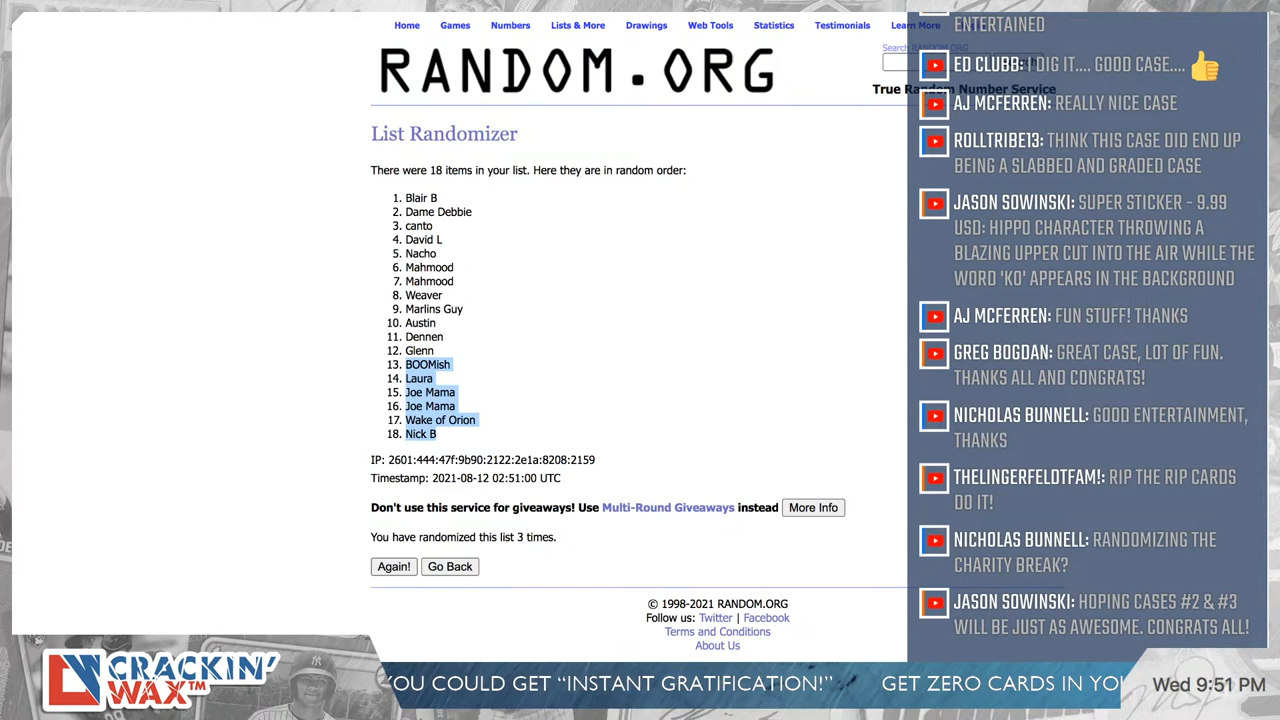 Home Games Numbers Lists & More Drawings Web Tools Statistics Testimonials Learn More
RANDOM.ORG
Search RANDOM.ORG
True Random Number Service
List Randomizer
There were 18 items in your list. Here they are in random order:
1. Blair B
2. Dame Debbie
3. canto
4. David L
5. Nacho
6. Mahmood
7. Mahmood
8. Weaver
9. Marlins Guy
10. Austin
11. Dennen
12. Glenn
13. BOOMish
14. Laura
15. Joe Mama
16. Joe Mama
17. Wake of Orion
18. Nick B
IP: 2601:444:47f:9b90:2122:2e1a:8208:2159
Timestamp: 2021-08-12 02:51:00 UTC
Don't use this service for giveaways! Use Multi-Round Giveaways instead More Info
You have randomized this list 3 times.
Again! Go Back
© 1998-2021 RANDOM.ORG
Follow us: Twitter | Facebook
Terms and Conditions
About Us
ENTERTAINED
ED CLUBB: I DIG IT.... GOOD CASE....
AJ MCFERREN: REALLY NICE CASE
ROLLTRIBE13: THINK THIS CASE DID END UP
BEING A SLABBED AND GRADED CASE
JASON SOWINSKI: SUPER STICKER - 9.99
USD: HIPPO CHARACTER THROWING A
BLAZING UPPER CUT INTO THE AIR WHILE THE
WORD 'KO' APPEARS IN THE BACKGROUND
AJ MCFERREN: FUN STUFF! THANKS
GREG BOGDAN: GREAT CASE, LOT OF FUN.
THANKS ALL AND CONGRATS!
NICHOLAS BUNNELL: GOOD ENTERTAINMENT,
THANKS
THELINGERFELDTFAM!: RIP THE RIP CARDS
DO IT!
NICHOLAS BUNNELL: RANDOMIZING THE
CHARITY BREAK?
JASON SOWINSKI: HOPING CASES #2 & #3
WILL BE JUST AS AWESOME. CONGRATS ALL!
CRACKIN'
WAX™
YOU COULD GET “INSTANT GRATIFICATION!” GET ZERO CARDS IN YOU
Wed 9:51 PM